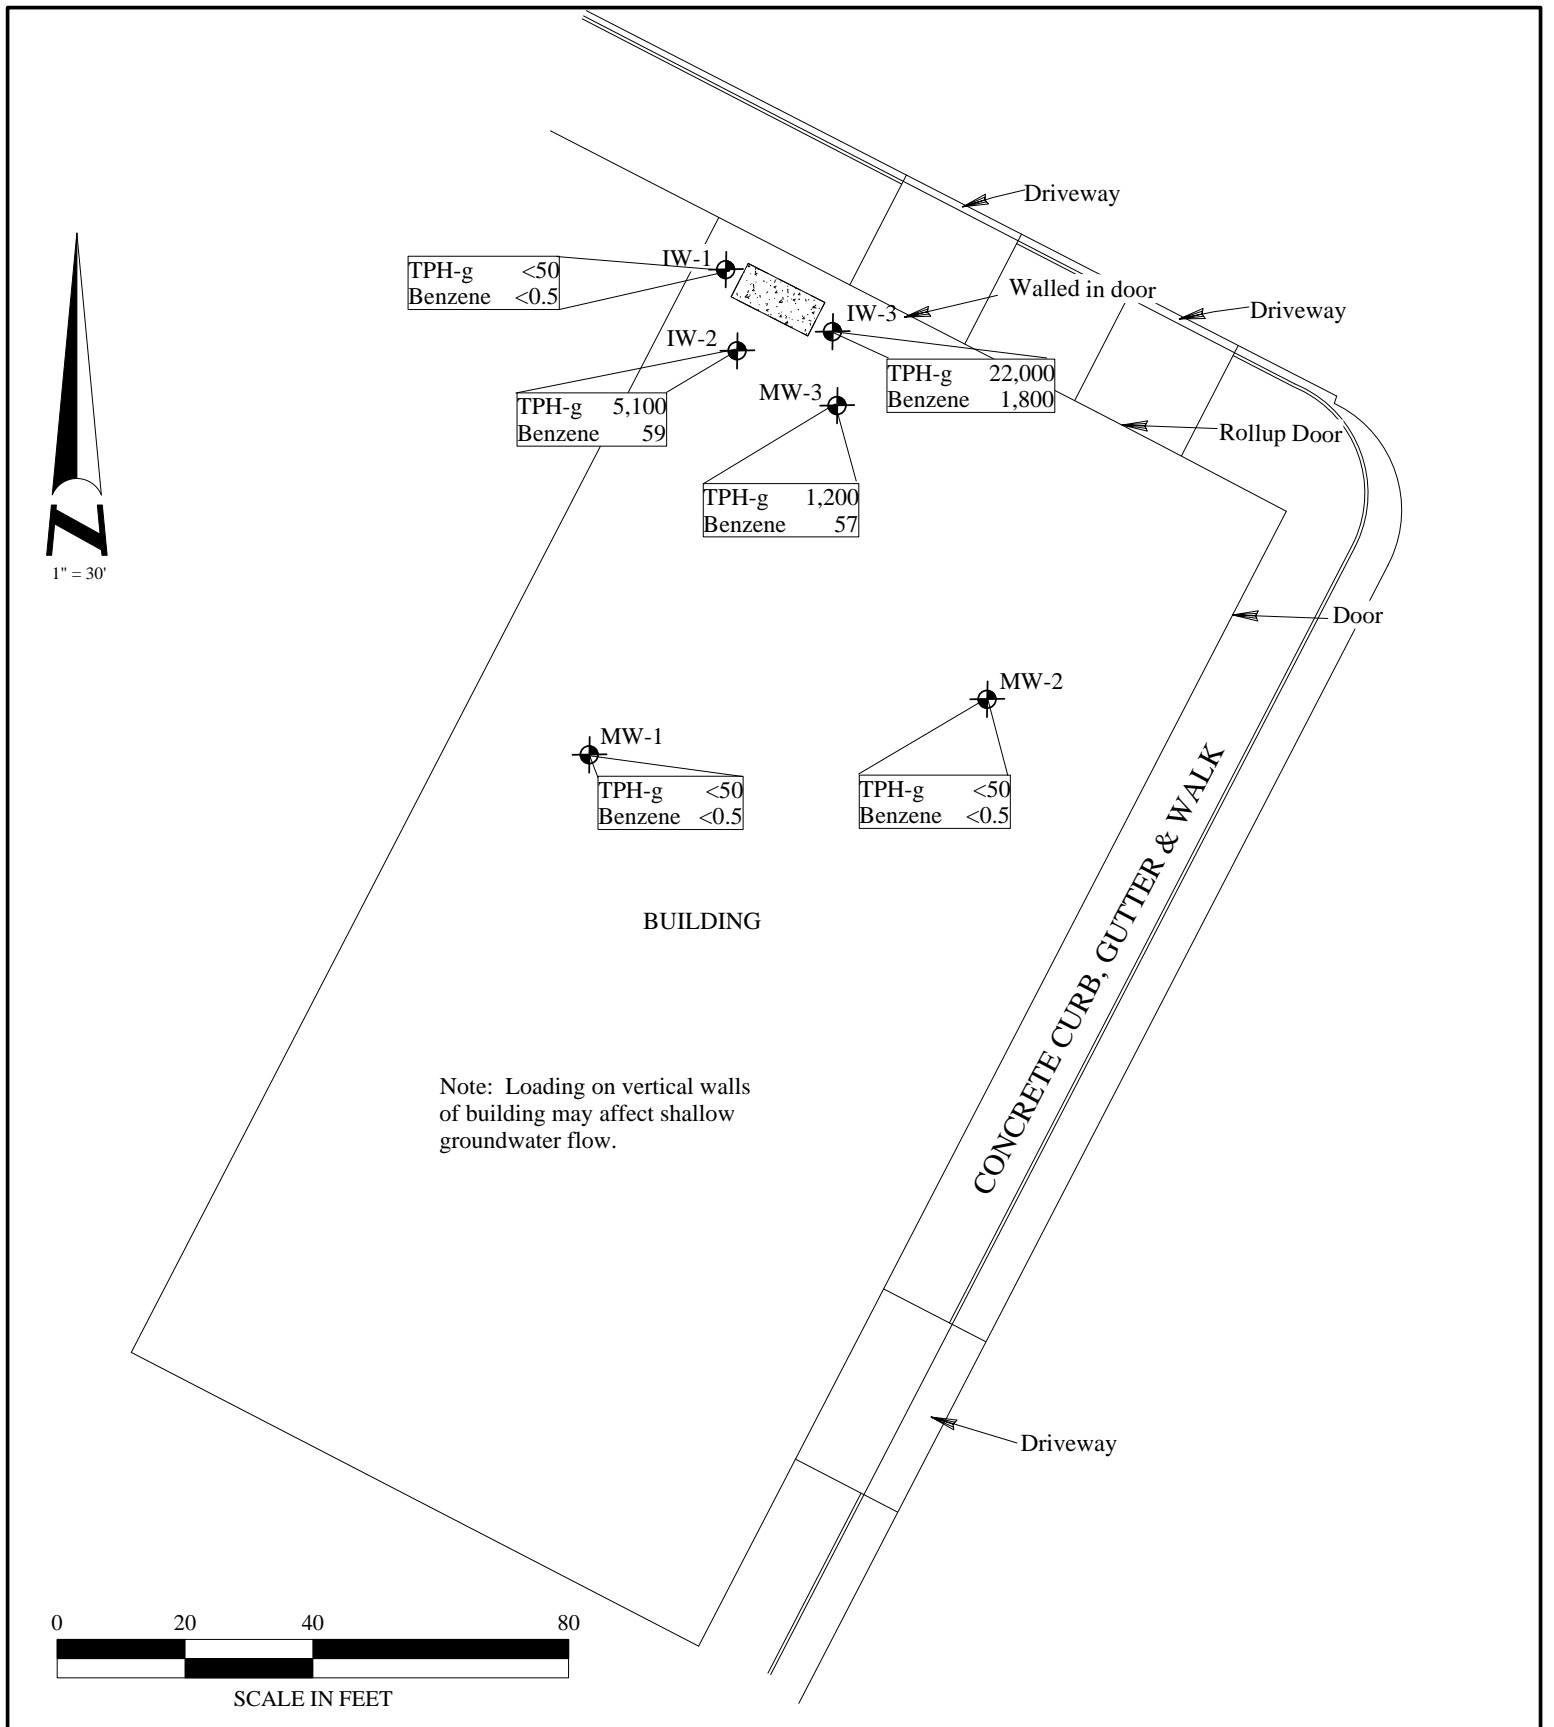 Driveway
IW-1
TPH-g <50
Benzene <0.5
Walled in door
Driveway
IW-3
IW-2
TPH-g 22,000
Benzene 1,800
MW-3
TPH-g 5,100
Benzene 59
Rollup Door
TPH-g 1,200
Benzene 57
N
1" = 30'
Door
MW-2
MW-1
TPH-g <50
Benzene <0.5
TPH-g <50
Benzene <0.5
CONCRETE CURB, GUTTER & WALK
BUILDING
Note: Loading on vertical walls
of building may affect shallow
groundwater flow.
Driveway
0 20 40 80
SCALE IN FEET